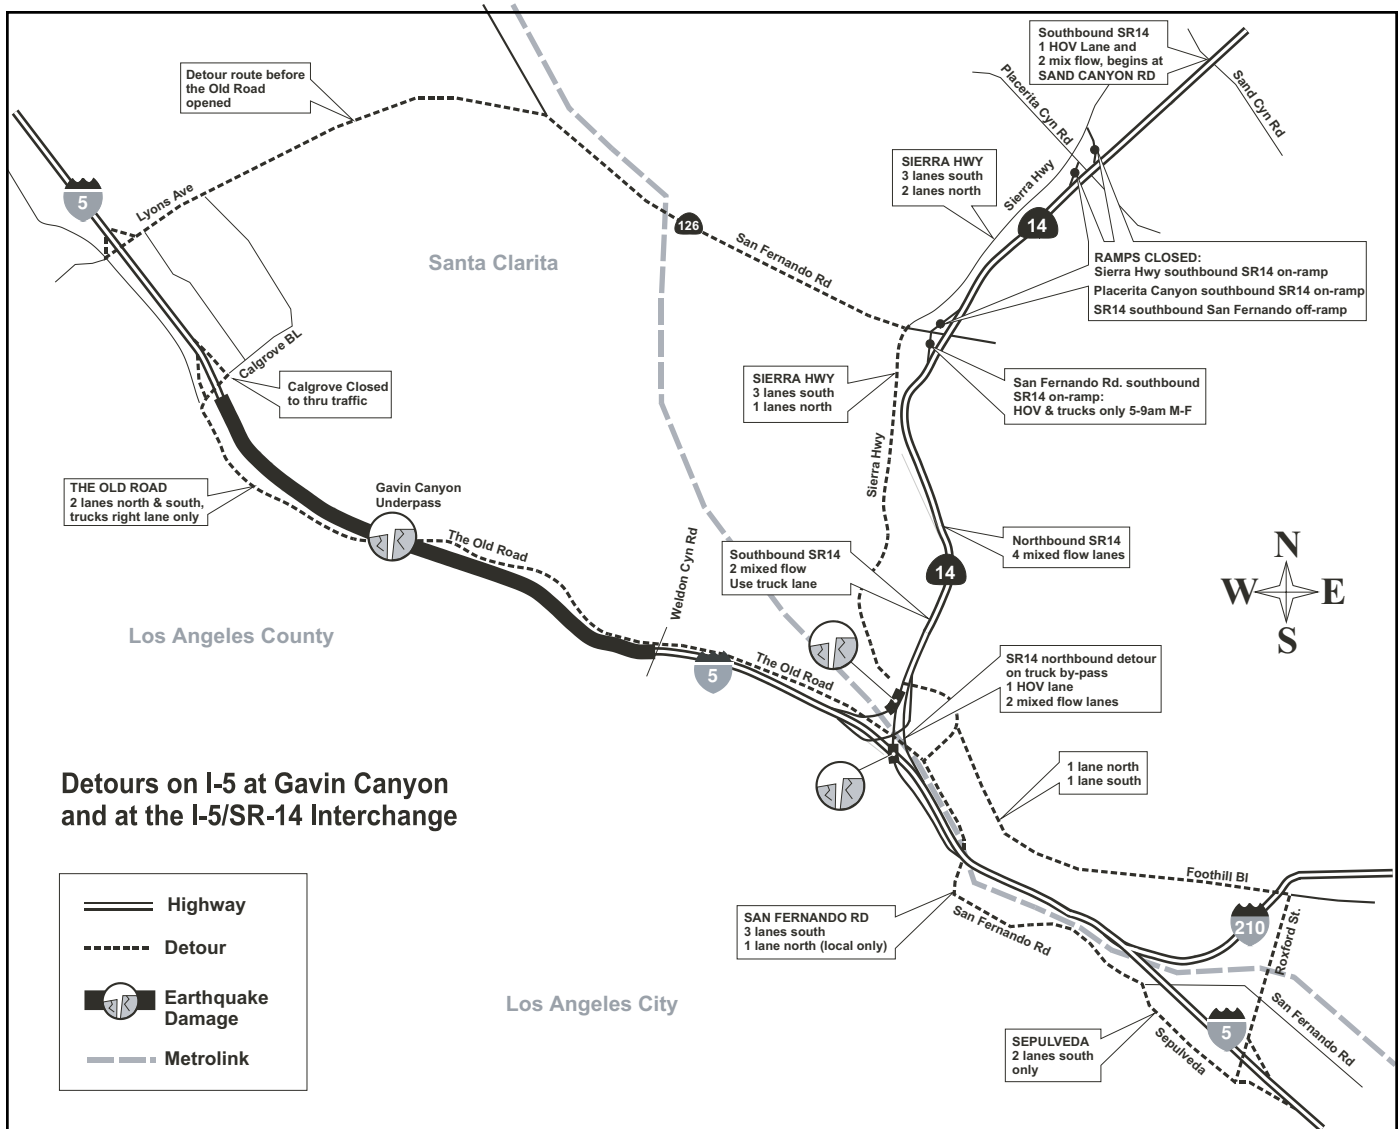 Southbound SR14
1 HOV Lane and
2 mix flow, begins at
SAND CANYON RD
Detour route before
the Old Road
opened
Placerita Cyn Rd
Sand Cyn Rd
SIERRA HWY
3 lanes south
2 lanes north
Sierra Hwy
5
Lyons Ave
14
126
San Fernando Rd
Santa Clarita
RAMPS CLOSED:
Sierra Hwy southbound SR14 on-ramp
Placerita Canyon southbound SR14 on-ramp
SR14 southbound San Fernando off-ramp
Calgrove BL
Calgrove Closed
to thru traffic
SIERRA HWY
3 lanes south
1 lanes north
San Fernando Rd. southbound
SR14 on-ramp:
HOV & trucks only 5-9am M-F
Sierra Hwy
THE OLD ROAD
2 lanes north & south,
trucks right lane only
Gavin Canyon
Underpass
The Old Road
Weldon Cyn Rd
Southbound SR14
2 mixed flow
Use truck lane
Northbound SR14
4 mixed flow lanes
14
N
W
E
S
Los Angeles County
5
The Old Road
SR14 northbound detour
on truck by-pass
1 HOV lane
2 mixed flow lanes
1 lane north
1 lane south
Detours on I-5 at Gavin Canyon
and at the I-5/SR-14 Interchange
Foothill Bl
Highway
Detour
Earthquake
Damage
Metrolink
SAN FERNANDO RD
3 lanes south
1 lane north (local only)
San Fernando Rd
210
Roxford St.
Los Angeles City
San Fernando Rd
5
SEPULVEDA
2 lanes south
only
Sepulveda